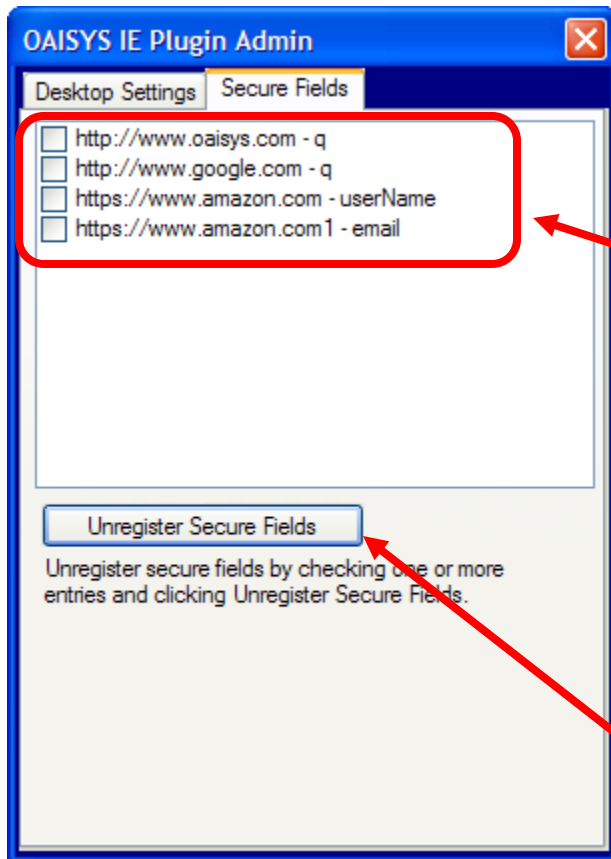 OAISYS IE Plugin Admin
Desktop Settings
Secure Fields
http://www.oaisys.com - q
http://www.google.com - q
https://www.amazon.com - userName
https://www.amazon.com1 - email
Unregister Secure Fields
Unregister secure fields by checking one or more
entries and clicking Unregister Secure Fields.